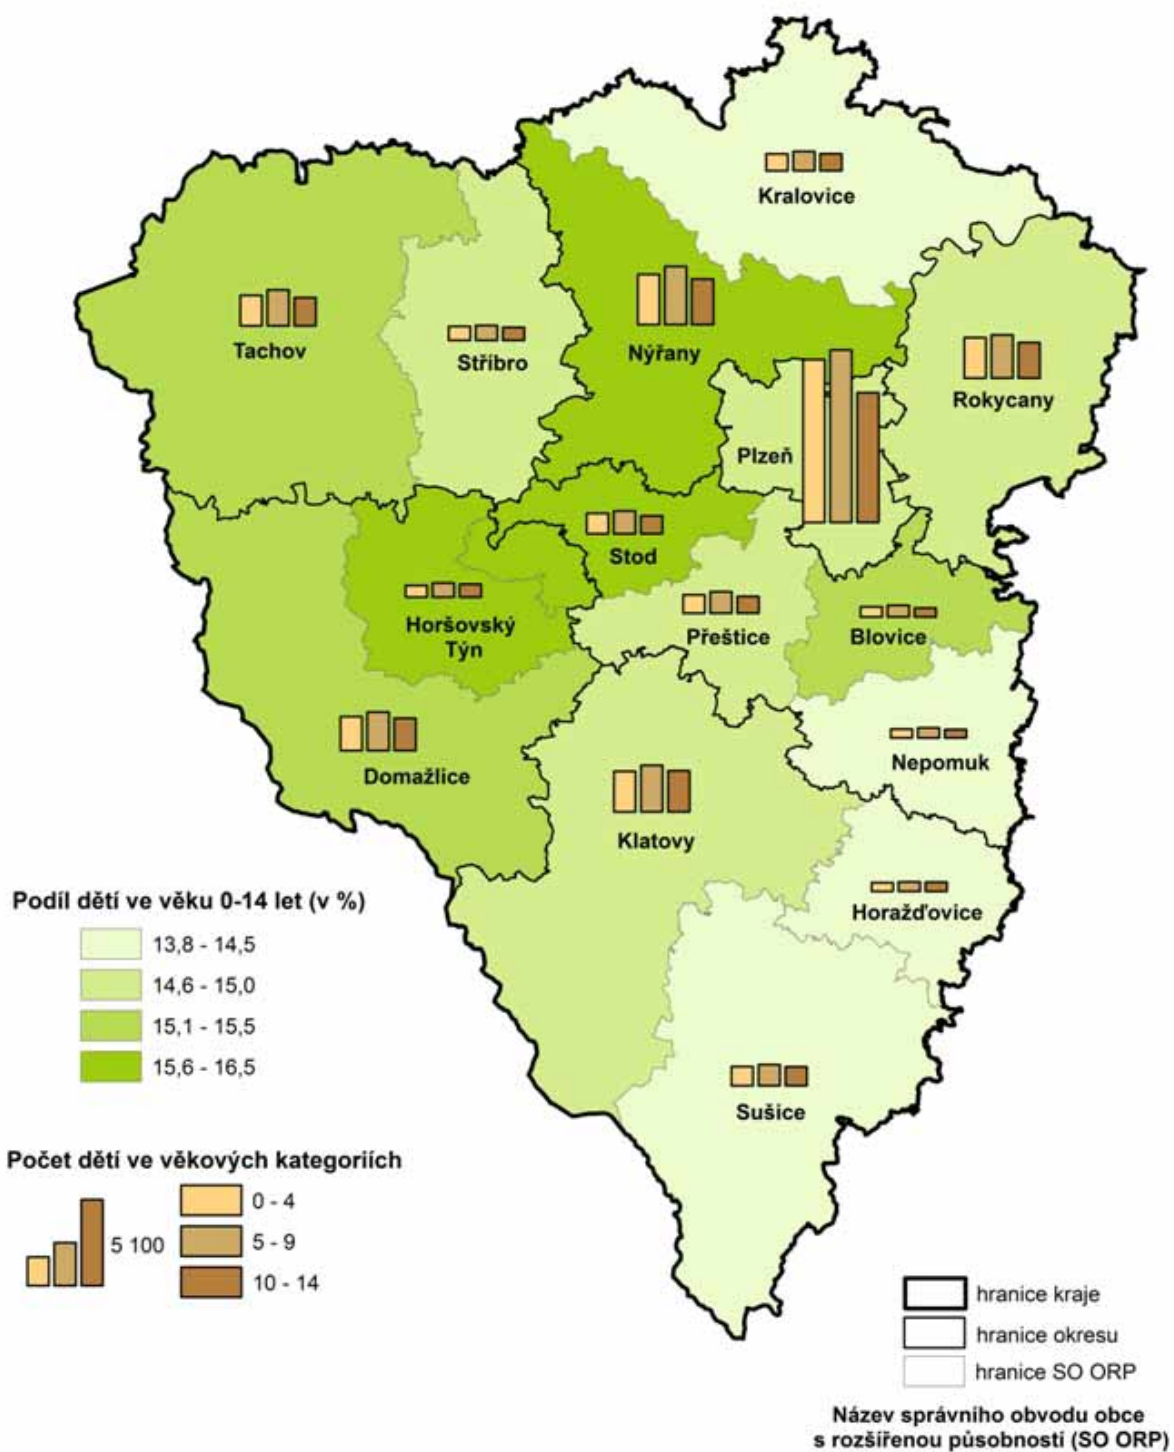 Kralovice
Tachov
Stříbro
Nýřany
Rokycany
Plzeň
Stod
Horšovský
Týn
Přeštice
Blovice
Domažlice
Nepomuk
Klatovy
Horažďovice
Sušice
Podíl dětí ve věku 0-14 let (v %)
13,8 - 14,5
14,6 - 15,0
15,1 - 15,5
15,6 - 16,5
Počet dětí ve věkových kategoriích
5 100
0 - 4
5 - 9
10 - 14
hranice kraje
hranice okresu
hranice SO ORP
Název správního obvodu obce
s rozšířenou působností (SO ORP)